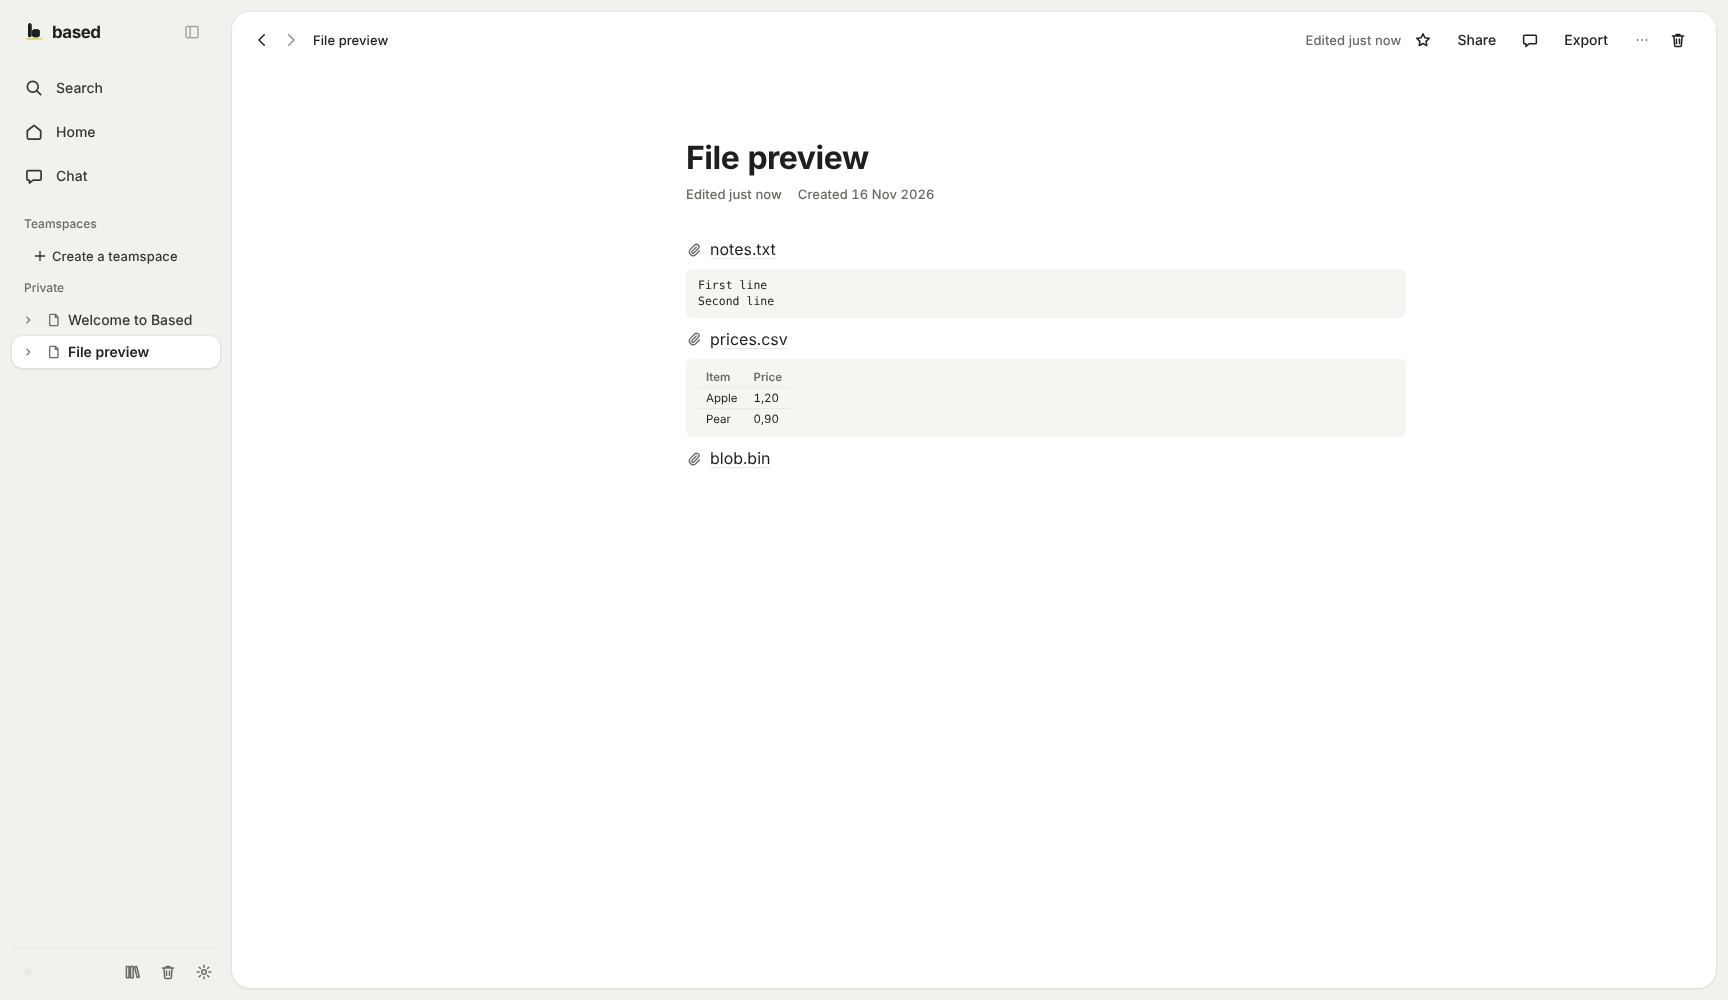 based
Search
Home
Chat
Teamspaces
Create a teamspace
Private
Welcome to Based
File preview
File preview
Edited just now
Share
Export
File preview
Edited just now Created 16 Nov 2026
notes.txt
First line
Second line
prices.csv
Item Price
Apple 1,20
Pear 0,90
blob.bin